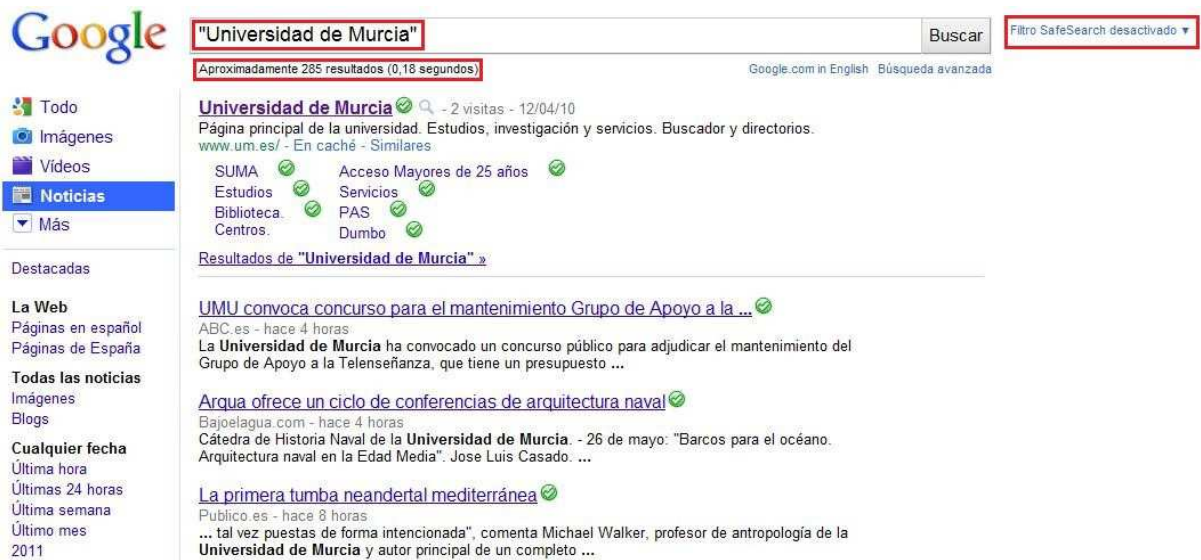 Google
"Universidad de Murcia"
Buscar
Filtro SafeSearch desactivado ▼
Aproximadamente 285 resultados (0,18 segundos)
Google.com in English Búsqueda avanzada
Todo
Imágenes
Vídeos
Noticias
Más
Destacadas
La Web
Páginas en español
Páginas de España
Todas las noticias
Imágenes
Blogs
Cualquier fecha
Última hora
Últimas 24 horas
Última semana
Último mes
2011
Universidad de Murcia - 2 visitas - 12/04/10
Página principal de la universidad. Estudios, investigación y servicios. Buscador y directorios.
www.um.es/ - En caché - Similares
SUMA Acceso Mayores de 25 años
Estudios Servicios
Biblioteca. PAS
Centros. Dumbo
Resultados de "Universidad de Murcia" »
UMU convoca concurso para el mantenimiento Grupo de Apoyo a la ...
ABC.es - hace 4 horas
La Universidad de Murcia ha convocado un concurso público para adjudicar el mantenimiento del
Grupo de Apoyo a la Telenseñanza, que tiene un presupuesto ...
Arqua ofrece un ciclo de conferencias de arquitectura naval
Bajoelagua.com - hace 4 horas
Cátedra de Historia Naval de la Universidad de Murcia. - 26 de mayo: "Barcos para el océano.
Arquitectura naval en la Edad Media". Jose Luis Casado. ...
La primera tumba neandertal mediterránea
Publico.es - hace 8 horas
... tal vez puestas de forma intencionada", comenta Michael Walker, profesor de antropología de la
Universidad de Murcia y autor principal de un completo ...